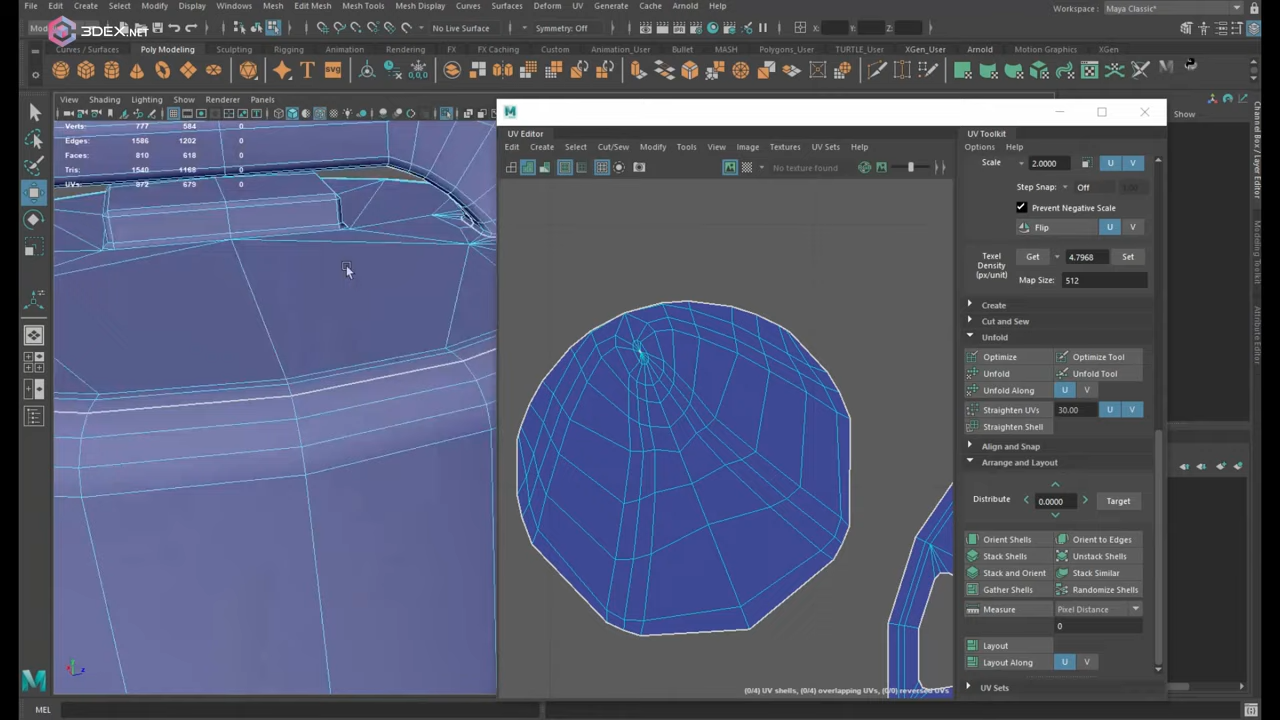 File Edit Create Select Modify Display Windows Mesh Edit Mesh Mesh Tools Mesh Display Curves Surfaces Deform UV Generate Cache Arnold Help Workspace : Maya Classic*
3DEX.NET
No Live Surface Symmetry: Off
Curves / Surfaces Poly Modeling Sculpting Rigging Animation Rendering FX FX Caching Custom Animation_User Bullet MASH Polygons_User TURTLE_User XGen_User Arnold Motion Graphics XGen
View Shading Lighting Show Renderer Panels
Show
Verts: 777 584 0
Edges: 1586 1202 0
Faces: 810 618 0
Tris: 1540 1168 0
UVs: 872 679 0
UV Editor
Edit Create Select Cut/Sew Modify Tools View Image Textures UV Sets Help
No texture found
UV Toolkit
Options Help
Scale 2.0000 U V
Step Snap: Off 1.00
Prevent Negative Scale
Flip U V
Texel Density (px/unit) Get 4.7968 Set
Map Size: 512
Create
Cut and Sew
Unfold
Optimize Optimize Tool
Unfold Unfold Tool
Unfold Along U V
Straighten UVs 30.00 U V
Straighten Shell
Align and Snap
Arrange and Layout
Distribute 0.0000 Target
Orient Shells Orient to Edges
Stack Shells Unstack Shells
Stack and Orient Stack Similar
Gather Shells Randomize Shells
Measure Pixel Distance
0
Layout
Layout Along U V
UV Sets
(0/4) UV shells, (0/4) overlapping UVs, (0/0) reversed UVs
Channel Box / Layer Editor
Modeling Toolkit
Attribute Editor
MEL